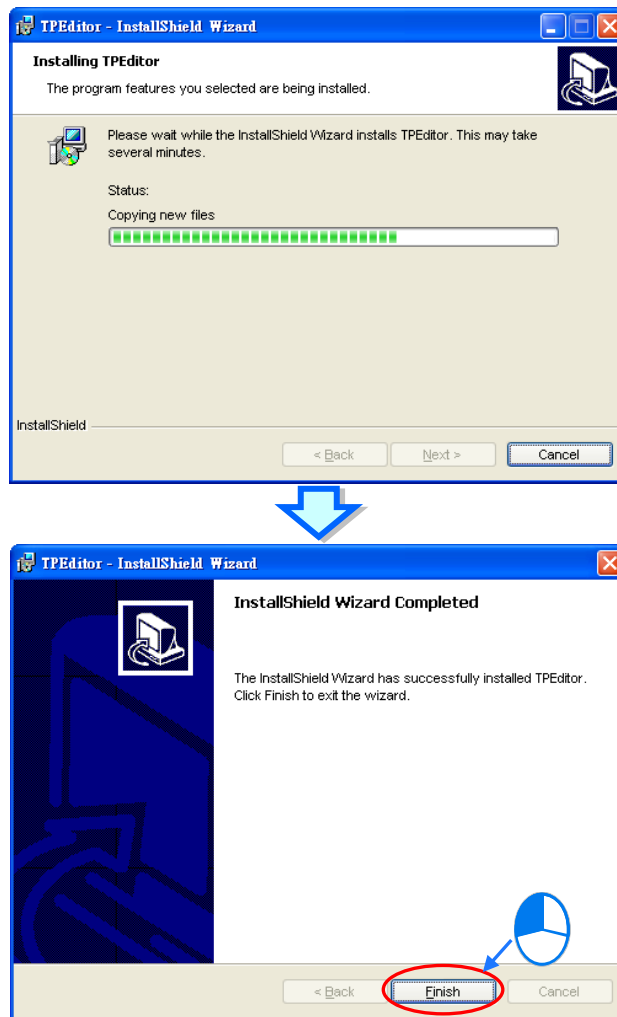 TPEditor - InstallShield Wizard
Installing TPEditor
The program features you selected are being installed.
Please wait while the InstallShield Wizard installs TPEditor. This may take
several minutes.
Status:
Copying new files
InstallShield
< Back Next > Cancel
TPEditor - InstallShield Wizard
InstallShield Wizard Completed
The InstallShield Wizard has successfully installed TPEditor.
Click Finish to exit the wizard.
< Back Finish Cancel